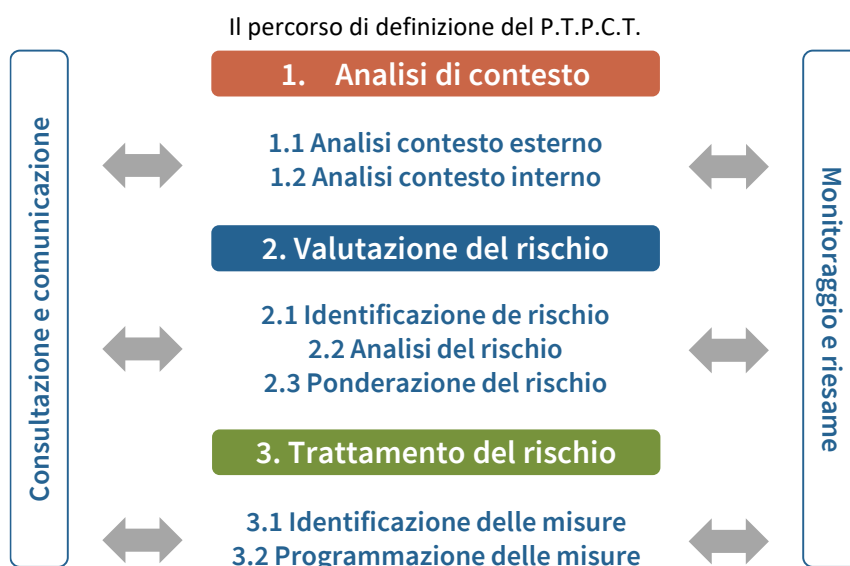 Il percorso di definizione del P.T.P.C.T.
Consultazione e comunicazione
1. Analisi di contesto
1.1 Analisi contesto esterno
1.2 Analisi contesto interno
2. Valutazione del rischio
2.1 Identificazione de rischio
2.2 Analisi del rischio
2.3 Ponderazione del rischio
3. Trattamento del rischio
3.1 Identificazione delle misure
3.2 Programmazione delle misure
Monitoraggio e riesame